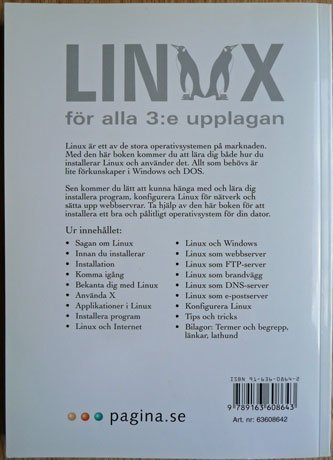 LINUX
för alla 3:e upplagan
Linux är ett av de stora operativsystemen på marknaden.
Med den här boken kommer du att lära dig både hur du
installerar Linux och använder det. Allt som behövs är
lite förkunskaper i Windows och DOS.
Sen kommer du lätt att kunna hänga med och lära dig
installera program, konfigurera Linux för nätverk och
sätta upp webbservrar. Ta hjälp av den här boken för att
installera ett bra och pålitligt operativsystem för din dator.
Ur innehållet:
• Sagan om Linux
• Innan du installerar
• Installation
• Komma igång
• Bekanta dig med Linux
• Använda X
• Applikationer i Linux
• Installera program
• Linux och Internet
• Linux och Windows
• Linux som webbserver
• Linux som FTP-server
• Linux som brandvägg
• Linux som DNS-server
• Linux som e-postserver
• Konfigurera Linux
• Tips och tricks
• Bilagor: Termer och begrepp,
länkar, lathund
ISBN 91-636-0864-2
9 789163 608643
Art. nr: 63608642
pagina.se